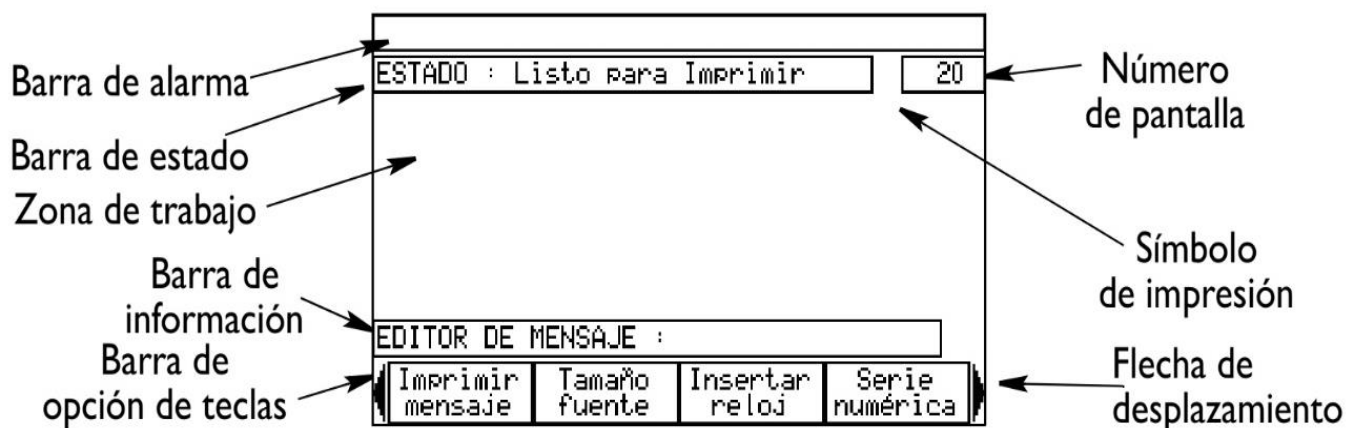 Barra de alarma
Barra de estado
Zona de trabajo
Barra de
información
Barra de
opción de teclas
ESTADO : Listo para Imprimir
20
EDITOR DE MENSAJE :
Imprimir
mensaje
Tamaño
fuente
Insertar
reloj
Serie
numérica
Número
de pantalla
Símbolo
de impresión
Flecha de
desplazamiento